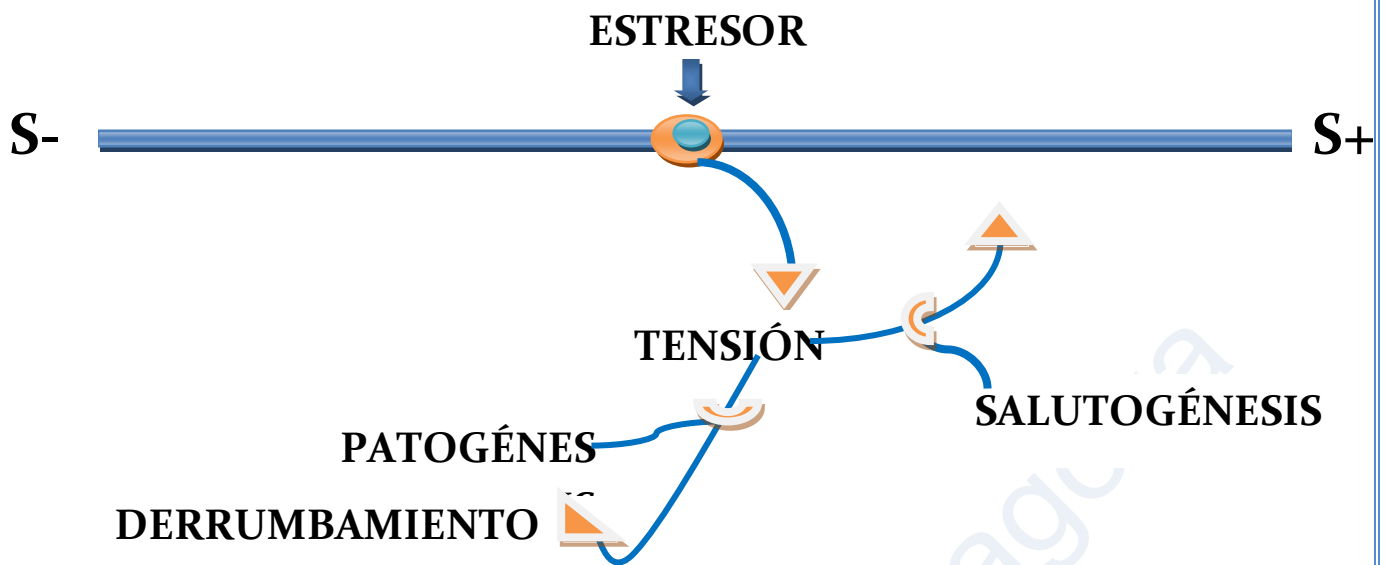 ESTRESOR
S-
S+
TENSIÓN
SALUTOGÉNESIS
PATOGÉNES
DERRUMBAMIENTO